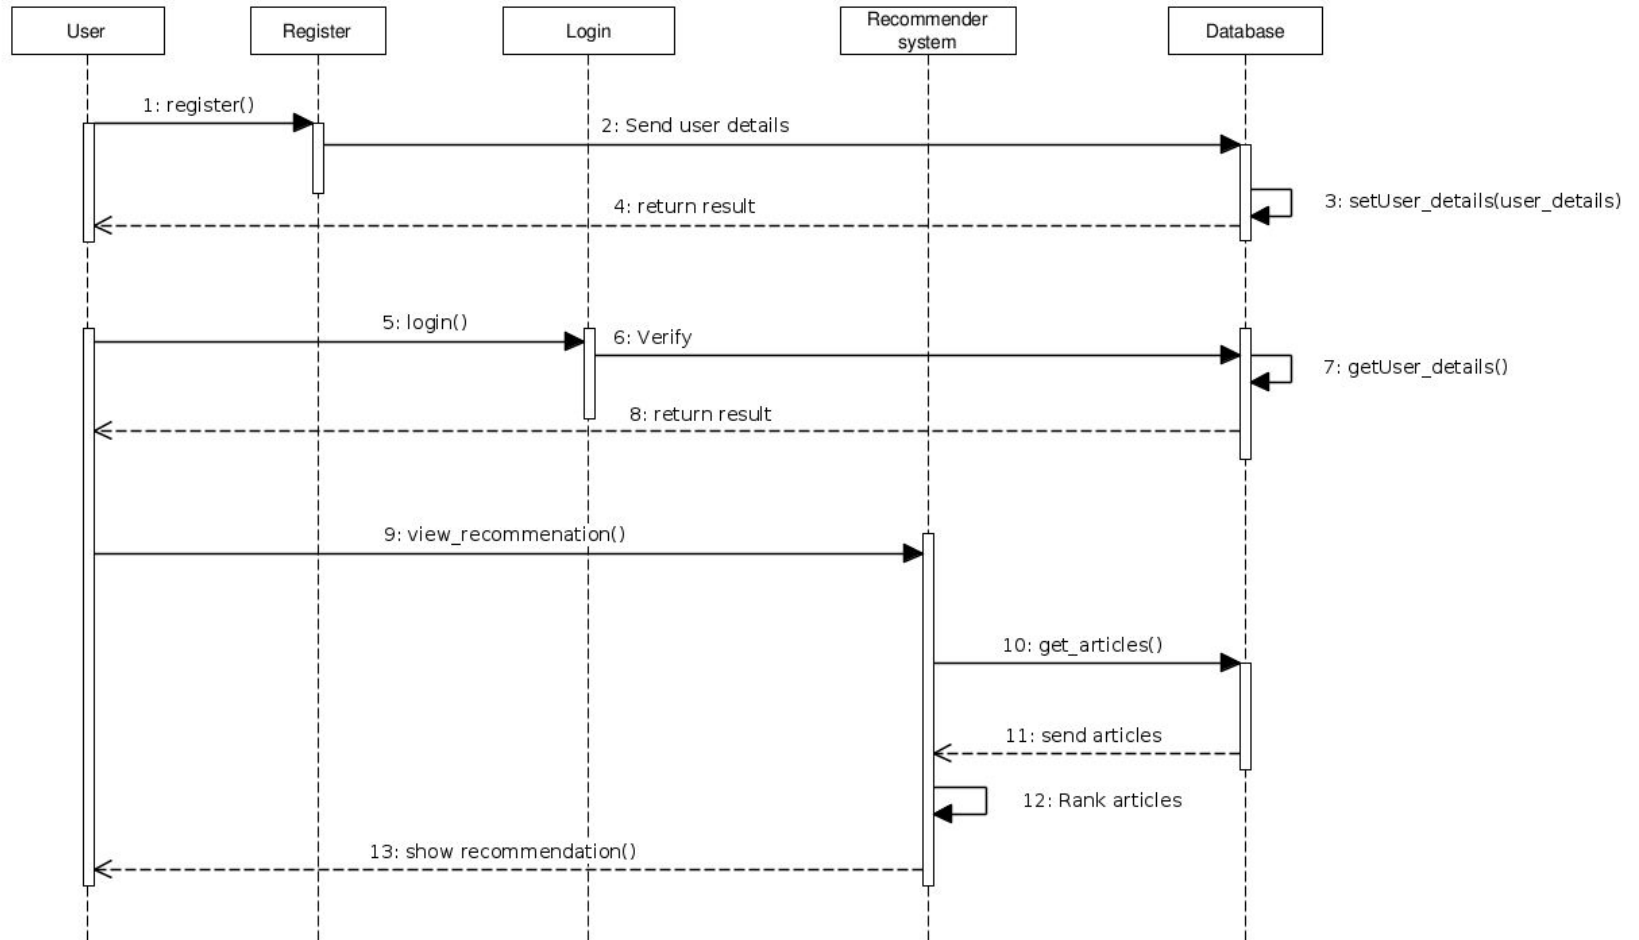 User
Register
Login
Recommender
system
Database
1: register()
2: Send user details
3: setUser_details(user_details)
4: return result
5: login()
6: Verify
7: getUser_details()
8: return result
9: view_recommenation()
10: get_articles()
11: send articles
12: Rank articles
13: show recommendation()